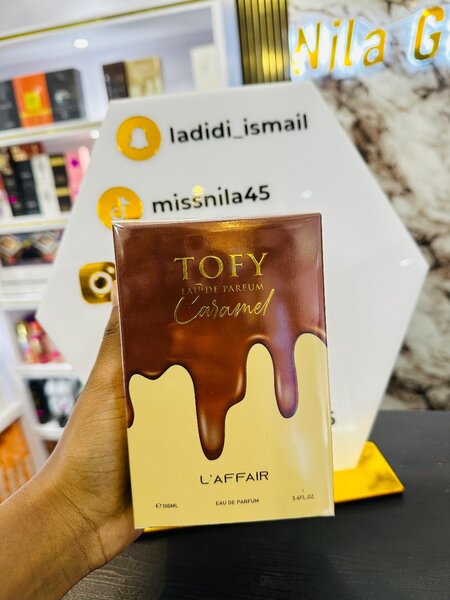 Nila G
ladidi_ismail
missnila45
TOFY
EAU DE PARFUM
Caramel
L'AFFAIR
℮100ML
EAU DE PARFUM
3.4FL.OZ.